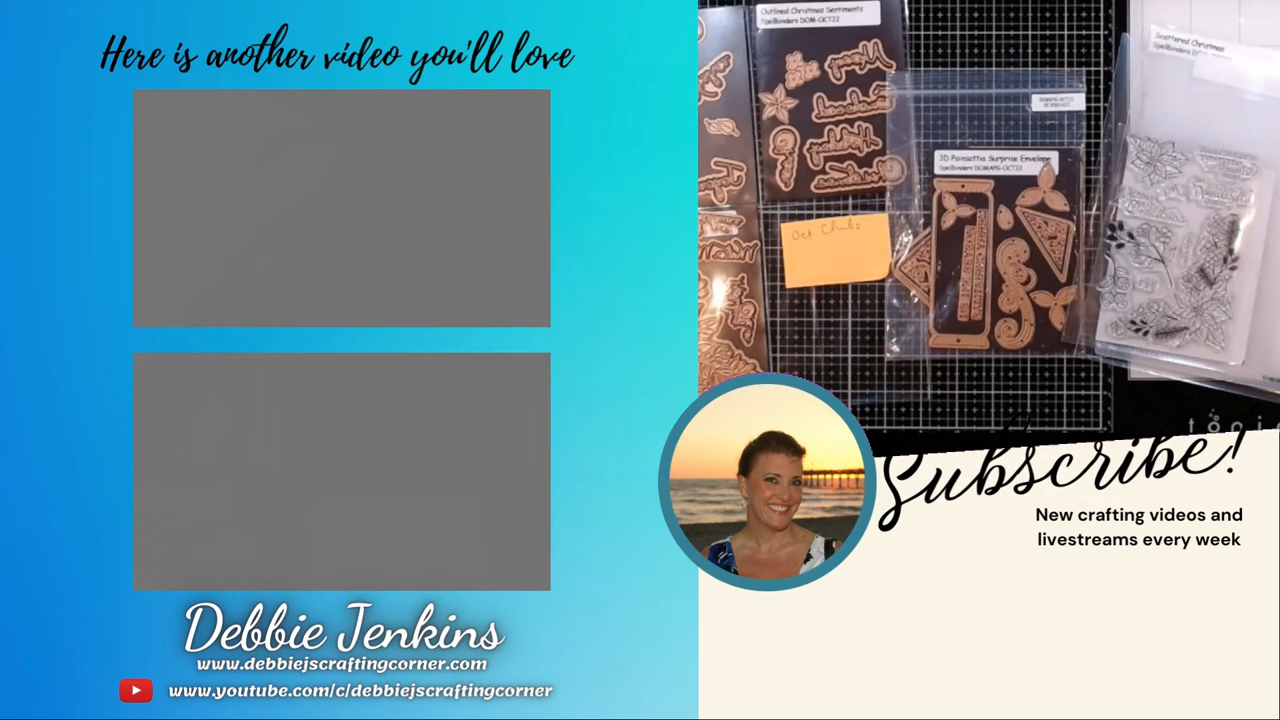 Here is another video you'll love
Debbie Jenkins
www.debbiejscraftingcorner.com
www.youtube.com/c/debbiejscraftingcorner
Outlined Christmas Sentiments
Spellbinders DOM-OCT22
3D Poinsettia Surprise Envelope
Spellbinders DOMAPG-OCT22
Oct Clubs
Scattered Christmas
Spellbinders
Subscribe!
New crafting videos and
livestreams every week